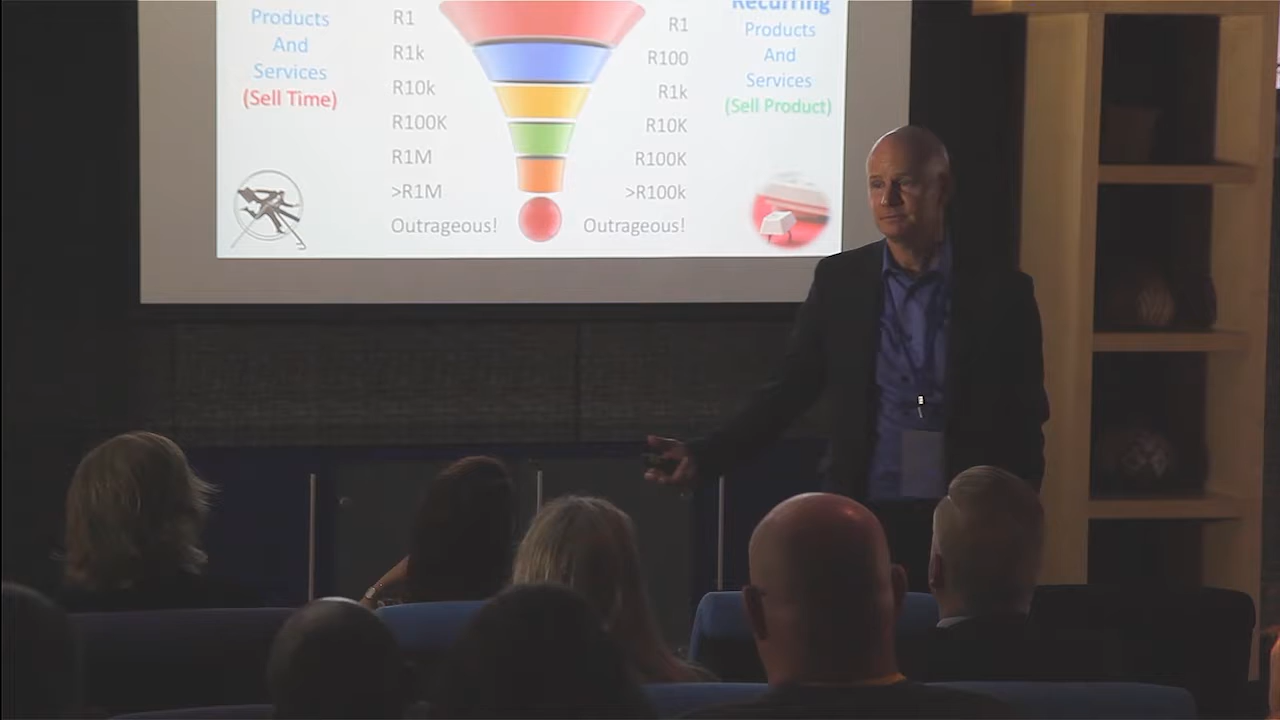 Products
And
Services
(Sell Time)
R1
R1k
R10k
R100K
R1M
>R1M
Outrageous!
R1
R100
R1k
R10K
R100K
>R100k
Outrageous!
Recurring
Products
And
Services
(Sell Product)